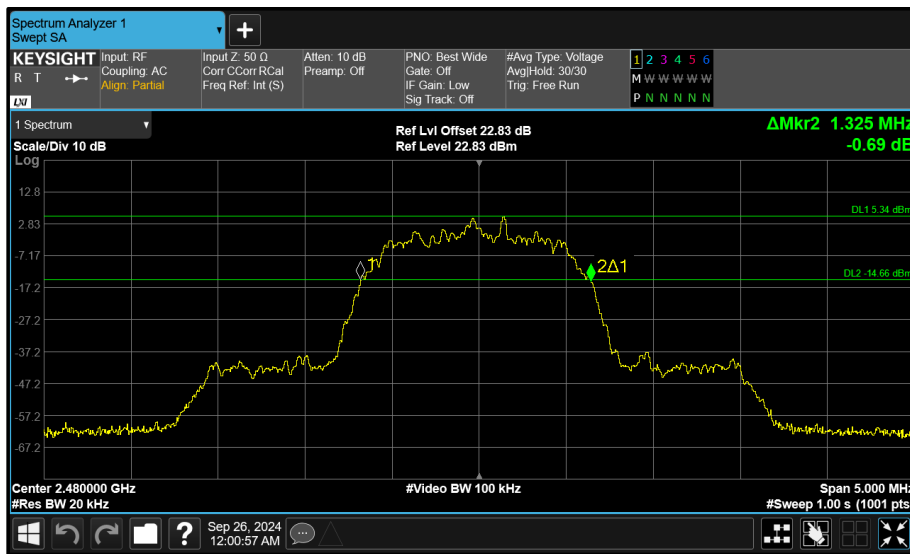 Spectrum Analyzer 1
Swept SA
KEYSIGHT
R T
LXI
Input: RF
Coupling: AC
Align: Partial
Input Z: 50 Ω
Corr CCorr RCal
Freq Ref: Int (S)
Atten: 10 dB
Preamp: Off
PNO: Best Wide
Gate: Off
IF Gain: Low
Sig Track: Off
#Avg Type: Voltage
Avg|Hold: 30/30
Trig: Free Run
1 2 3 4 5 6
M W W W W W
P N N N N N
1 Spectrum
Scale/Div 10 dB
Ref Lvl Offset 22.83 dB
Ref Level 22.83 dBm
ΔMkr2 1.325 MHz
-0.69 dB
Log
12.8
DL1 5.34 dBm
2.83
-7.17
1
2Δ1
DL2 -14.66 dBm
-17.2
-27.2
-37.2
-47.2
-57.2
-67.2
Center 2.480000 GHz
#Video BW 100 kHz
Span 5.000 MHz
#Res BW 20 kHz
#Sweep 1.00 s (1001 pts
?
Sep 26, 2024
12:00:57 AM